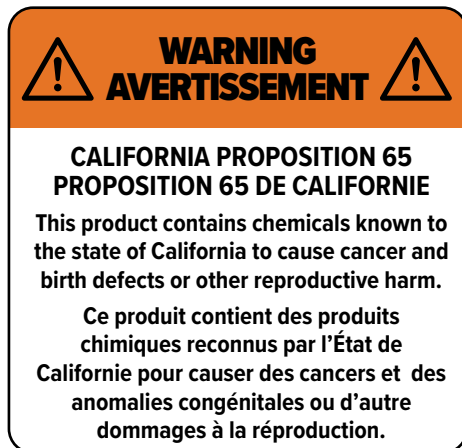 WARNING
AVERTISSEMENT
CALIFORNIA PROPOSITION 65
PROPOSITION 65 DE CALIFORNIE
This product contains chemicals known to
the state of California to cause cancer and
birth defects or other reproductive harm.
Ce produit contient des produits
chimiques reconnus par l’État de
Californie pour causer des cancers et des
anomalies congénitales ou d’autre
dommages à la réproduction.